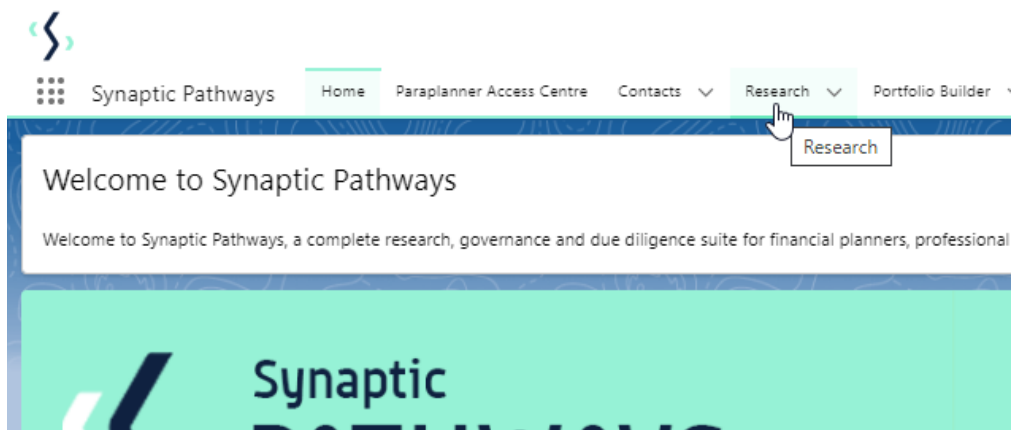 Synaptic Pathways Home Paraplanner Access Centre Contacts Research Portfolio Builder
Research
Welcome to Synaptic Pathways
Welcome to Synaptic Pathways, a complete research, governance and due diligence suite for financial planners, professional
Synaptic
PATHWAYS